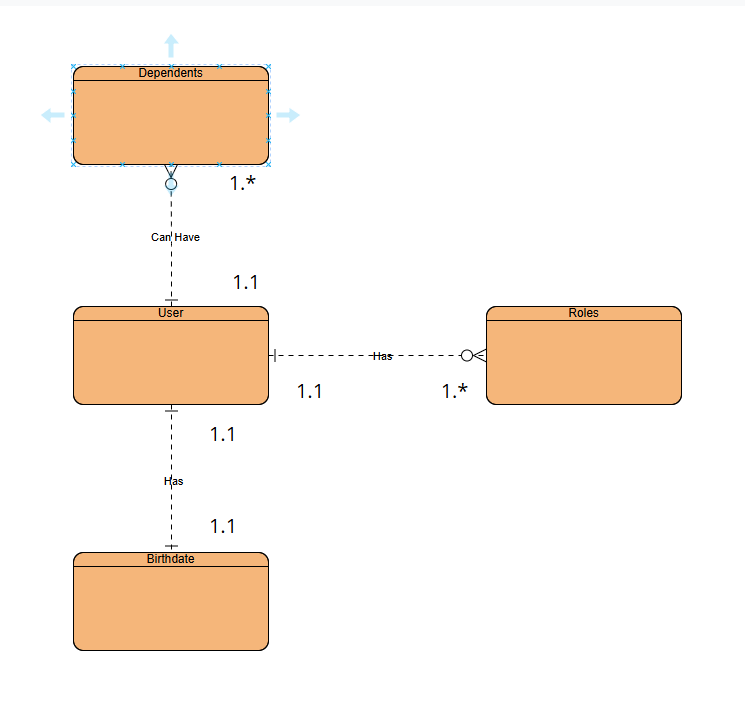 Dependents
1.*
Can Have
1.1
User
Roles
Has
1.1
1.*
1.1
Has
1.1
Birthdate